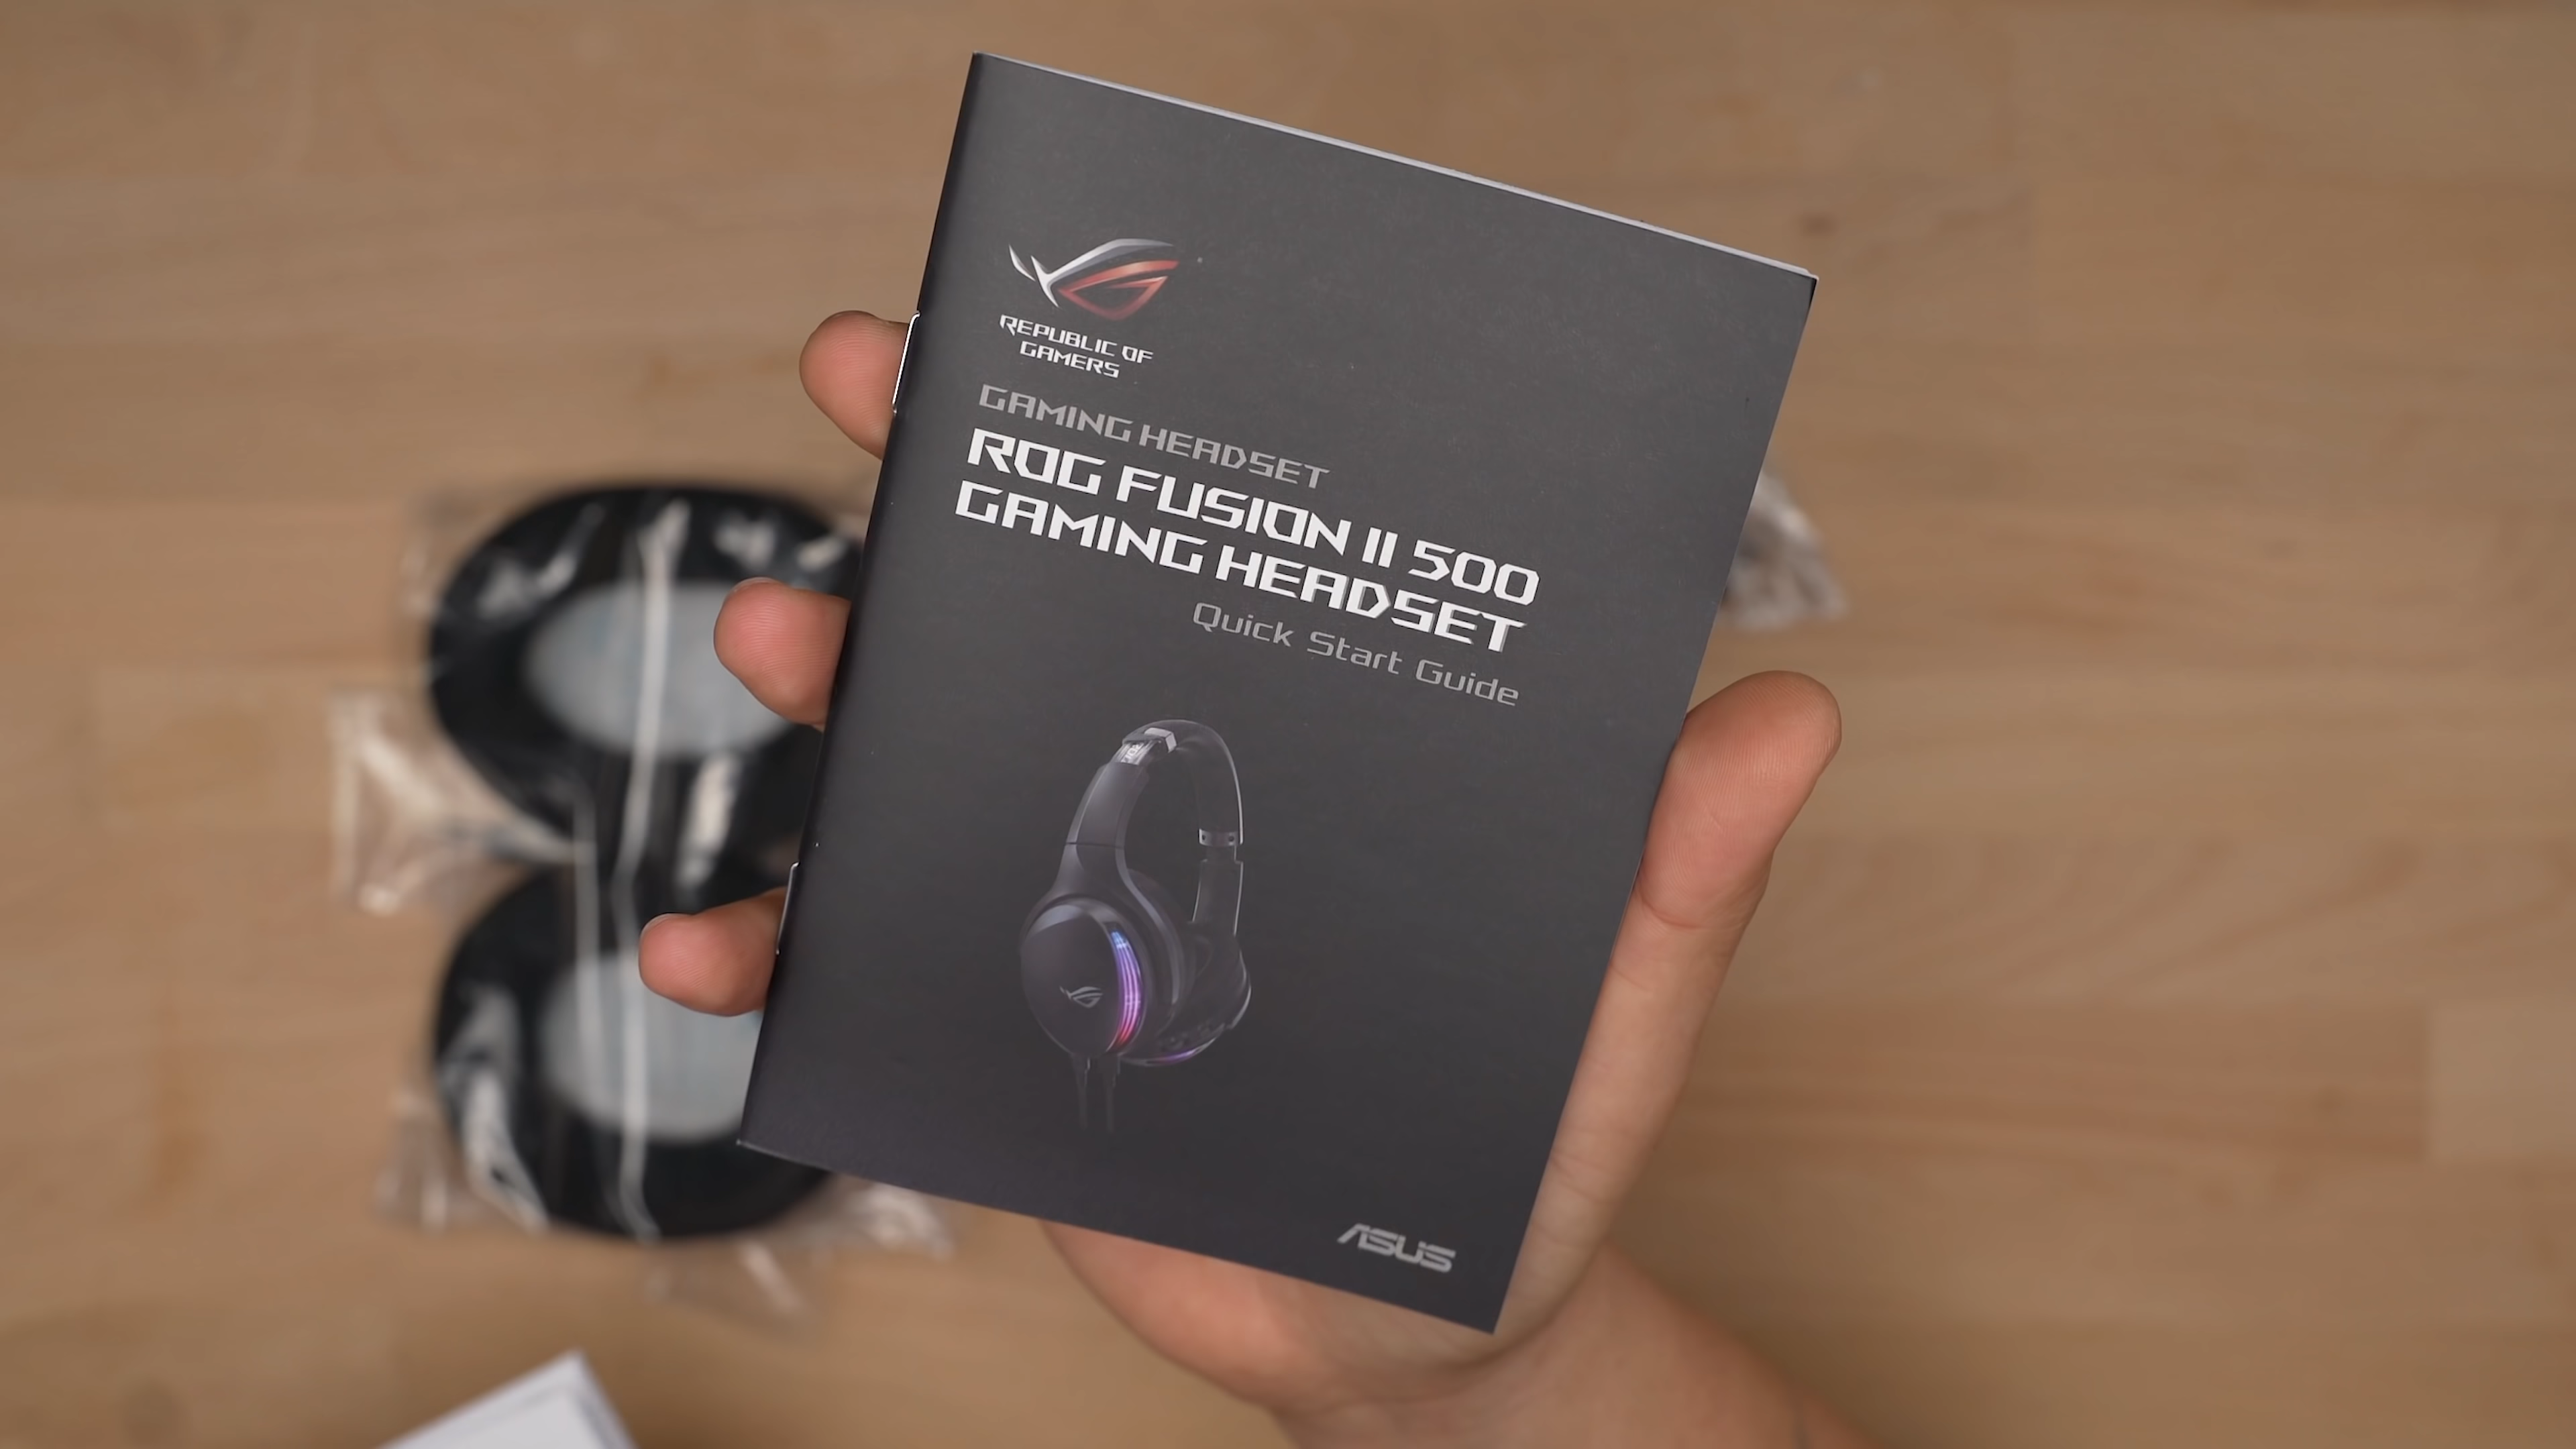 REPUBLIC OF
GAMERS
GAMING HEADSET
ROG FUSION II 500
GAMING HEADSET
Quick Start Guide
ASUS